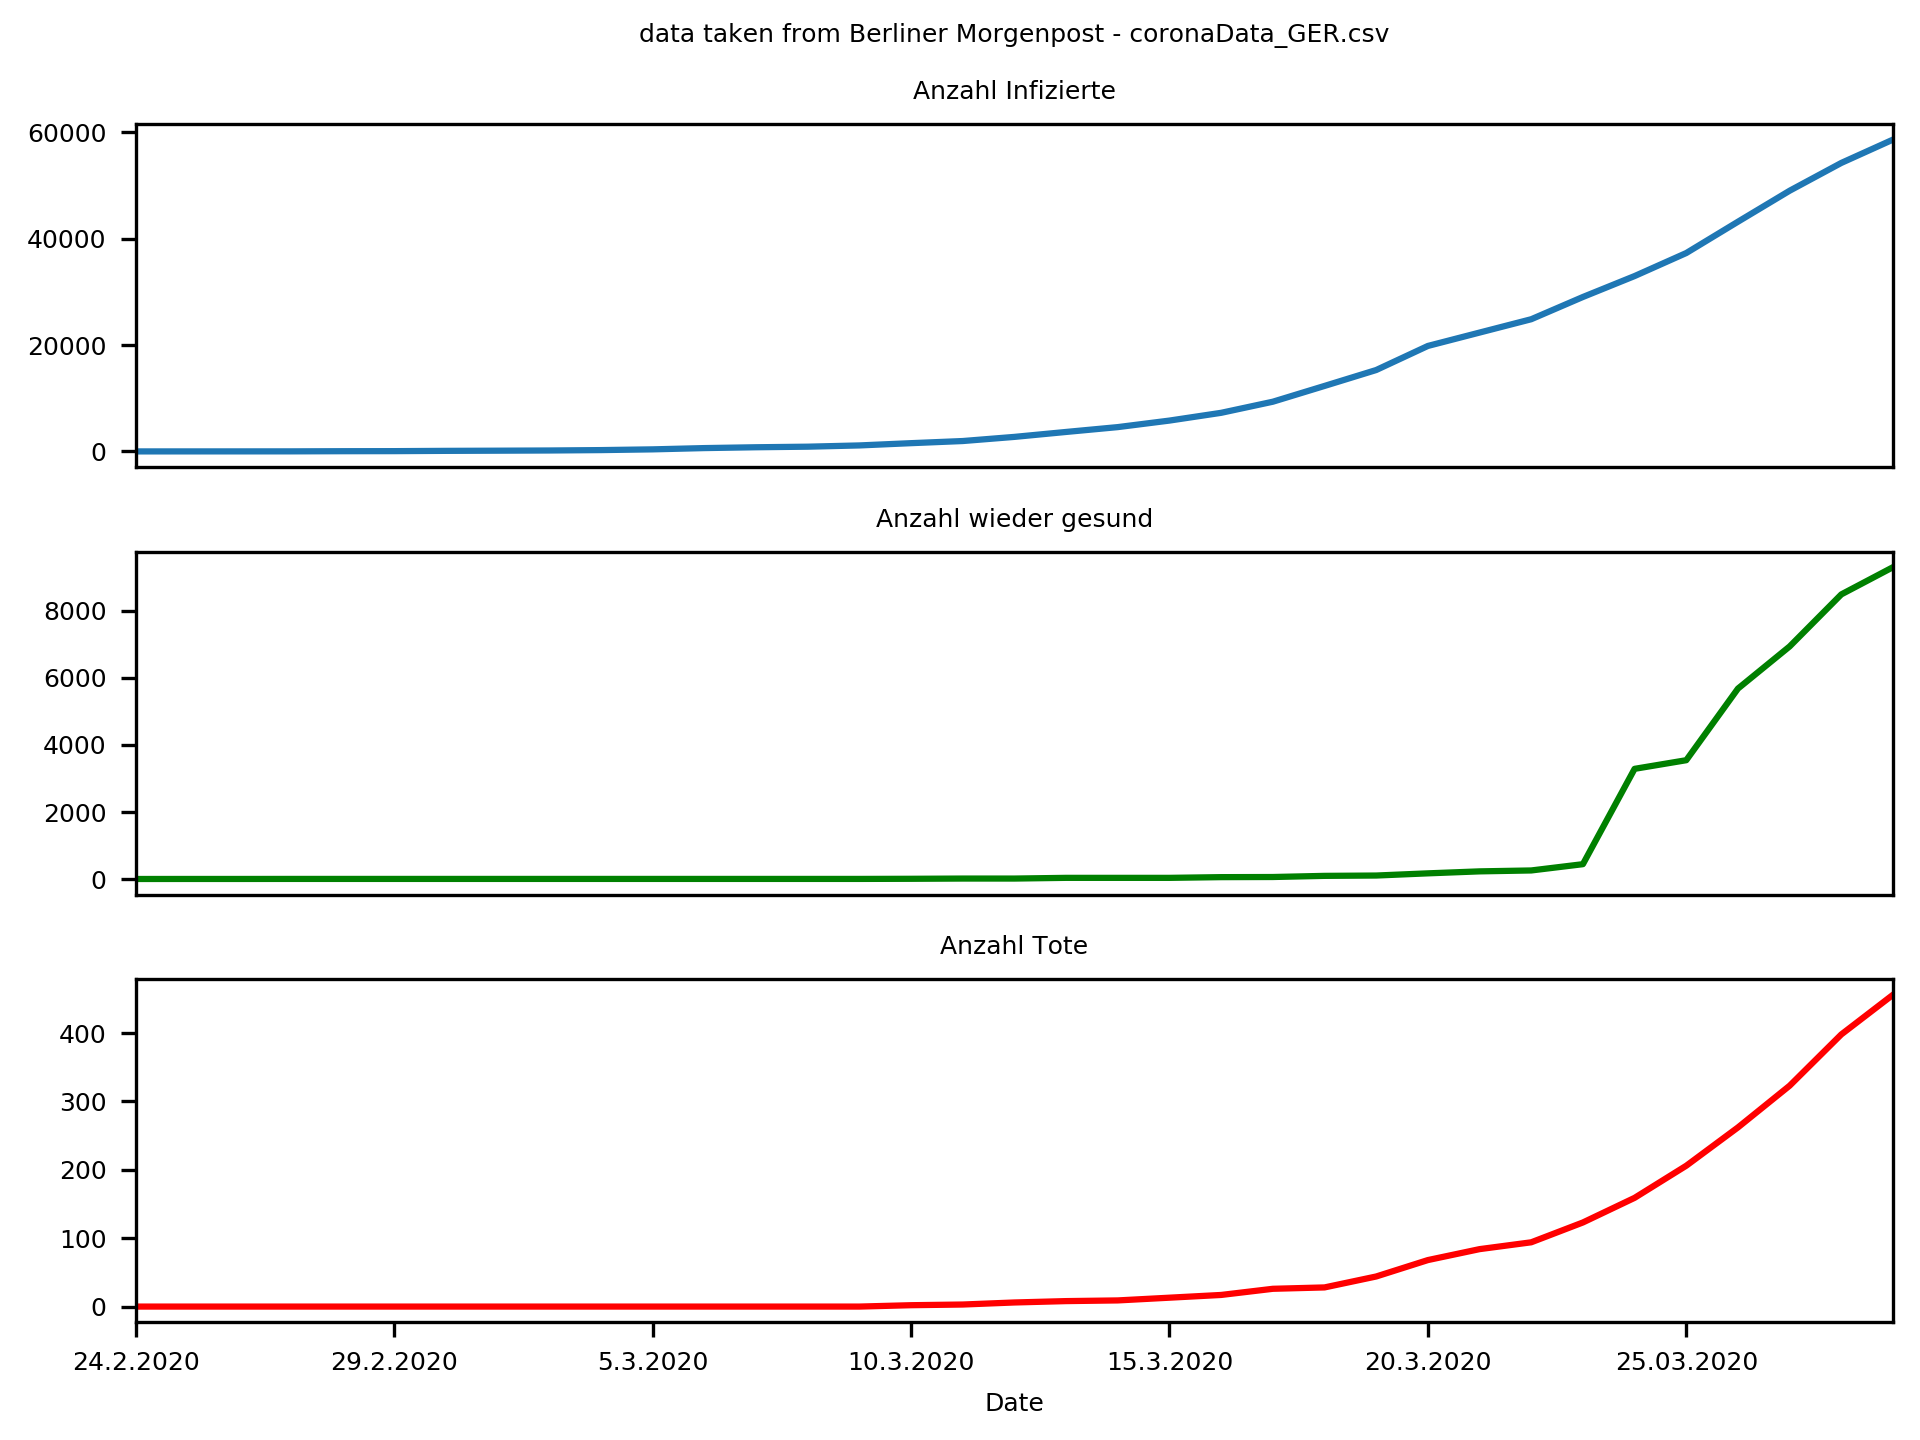 data taken from Berliner Morgenpost - coronaData_GER.csv
Anzahl Infizierte
60000
40000
20000
0
Anzahl wieder gesund
8000
6000
4000
2000
0
Anzahl Tote
400
300
200
100
0
24.2.2020 29.2.2020 5.3.2020 10.3.2020 15.3.2020 20.3.2020 25.03.2020
Date